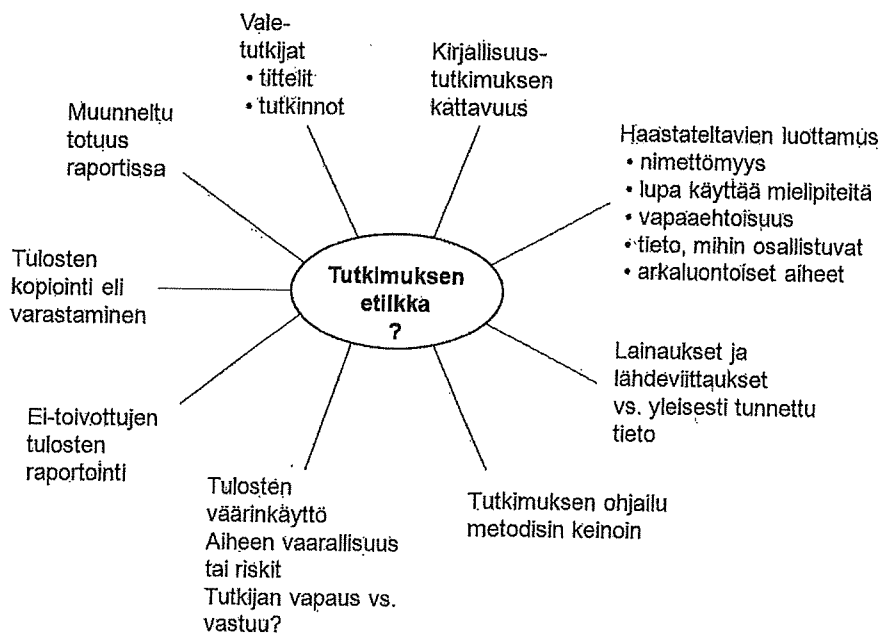 Vale-
tutkijat
• tittelit
• tutkinnot
Kirjallisuus-
tutkimuksen
kattavuus
Haastateltavien luottamus
• nimettömyys
• lupa käyttää mielipiteitä
• vapaaehtoisuus
• tieto, mihin osallistuvat
• arkaluontoiset aiheet
Lainaukset ja
lähdeviittaukset
vs. yleisesti tunnettu
tieto
Tutkimuksen ohjailu
metodisin keinoin
Tulosten
väärinkäyttö
Aiheen vaarallisuus
tai riskit
Tutkijan vapaus vs.
vastuu?
Ei-toivottujen
tulosten
raportointi
Tulosten
kopiointi eli
varastaminen
Muunneltu
totuus
raportissa
Tutkimuksen
etiikka
?